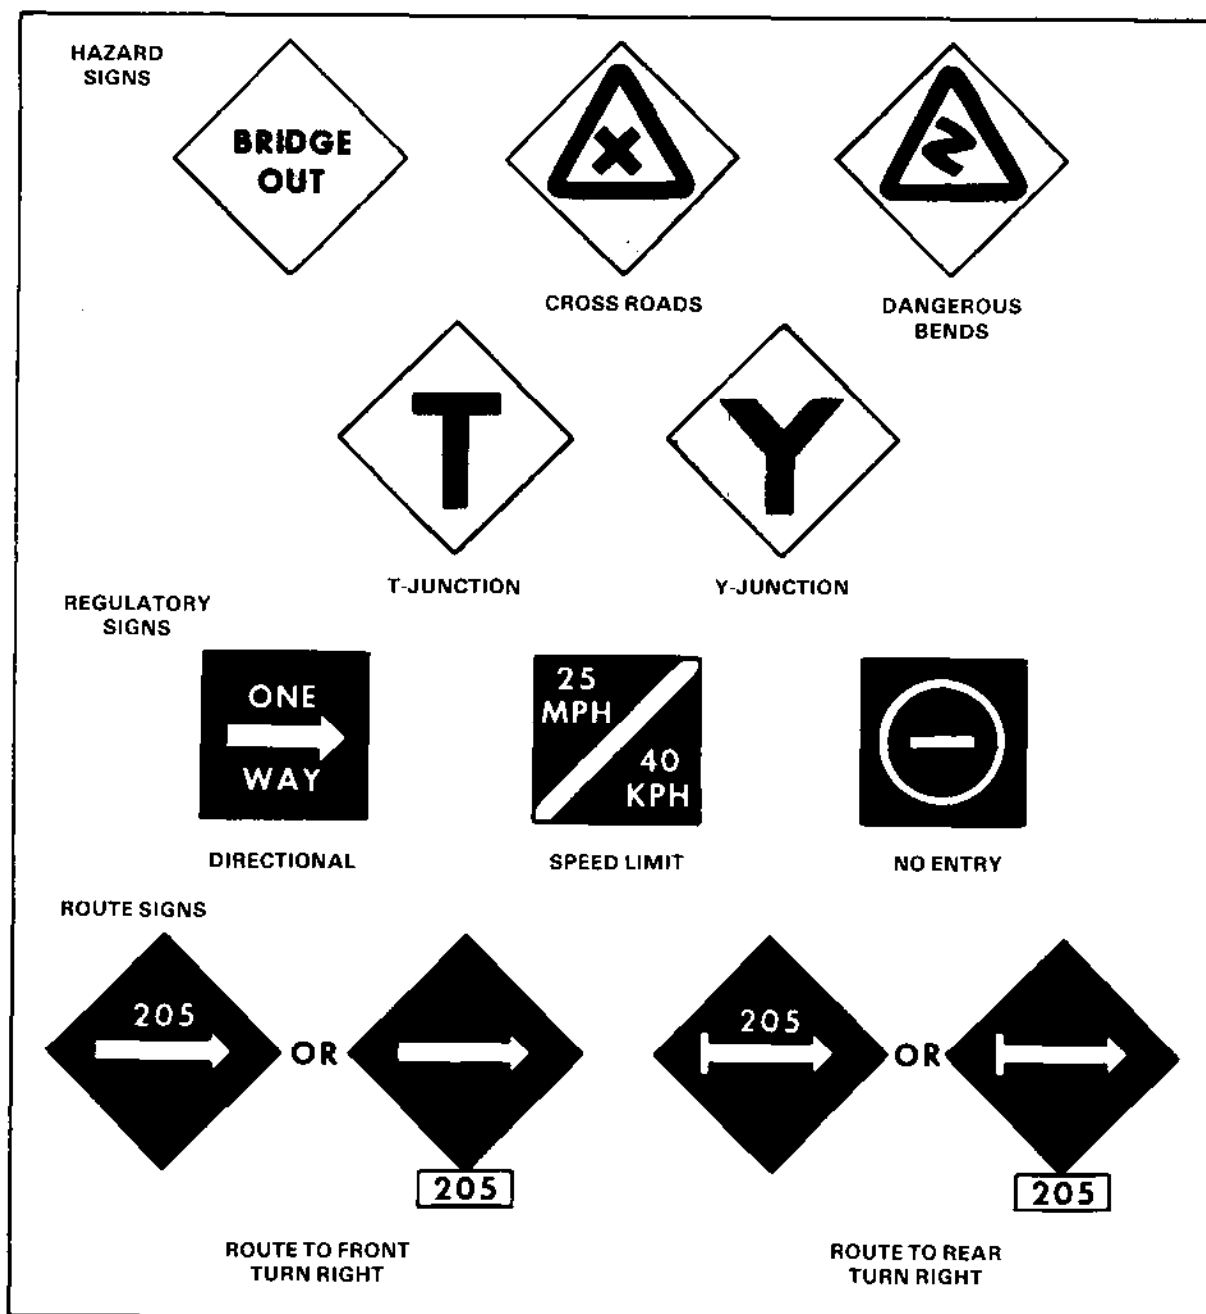 HAZARD
SIGNS
BRIDGE
OUT
CROSS ROADS
DANGEROUS
BENDS
T
Y
T-JUNCTION
Y-JUNCTION
REGULATORY
SIGNS
ONE
WAY
25
MPH
40
KPH
DIRECTIONAL
SPEED LIMIT
NO ENTRY
ROUTE SIGNS
205
OR
205
205
OR
205
ROUTE TO FRONT
TURN RIGHT
ROUTE TO REAR
TURN RIGHT